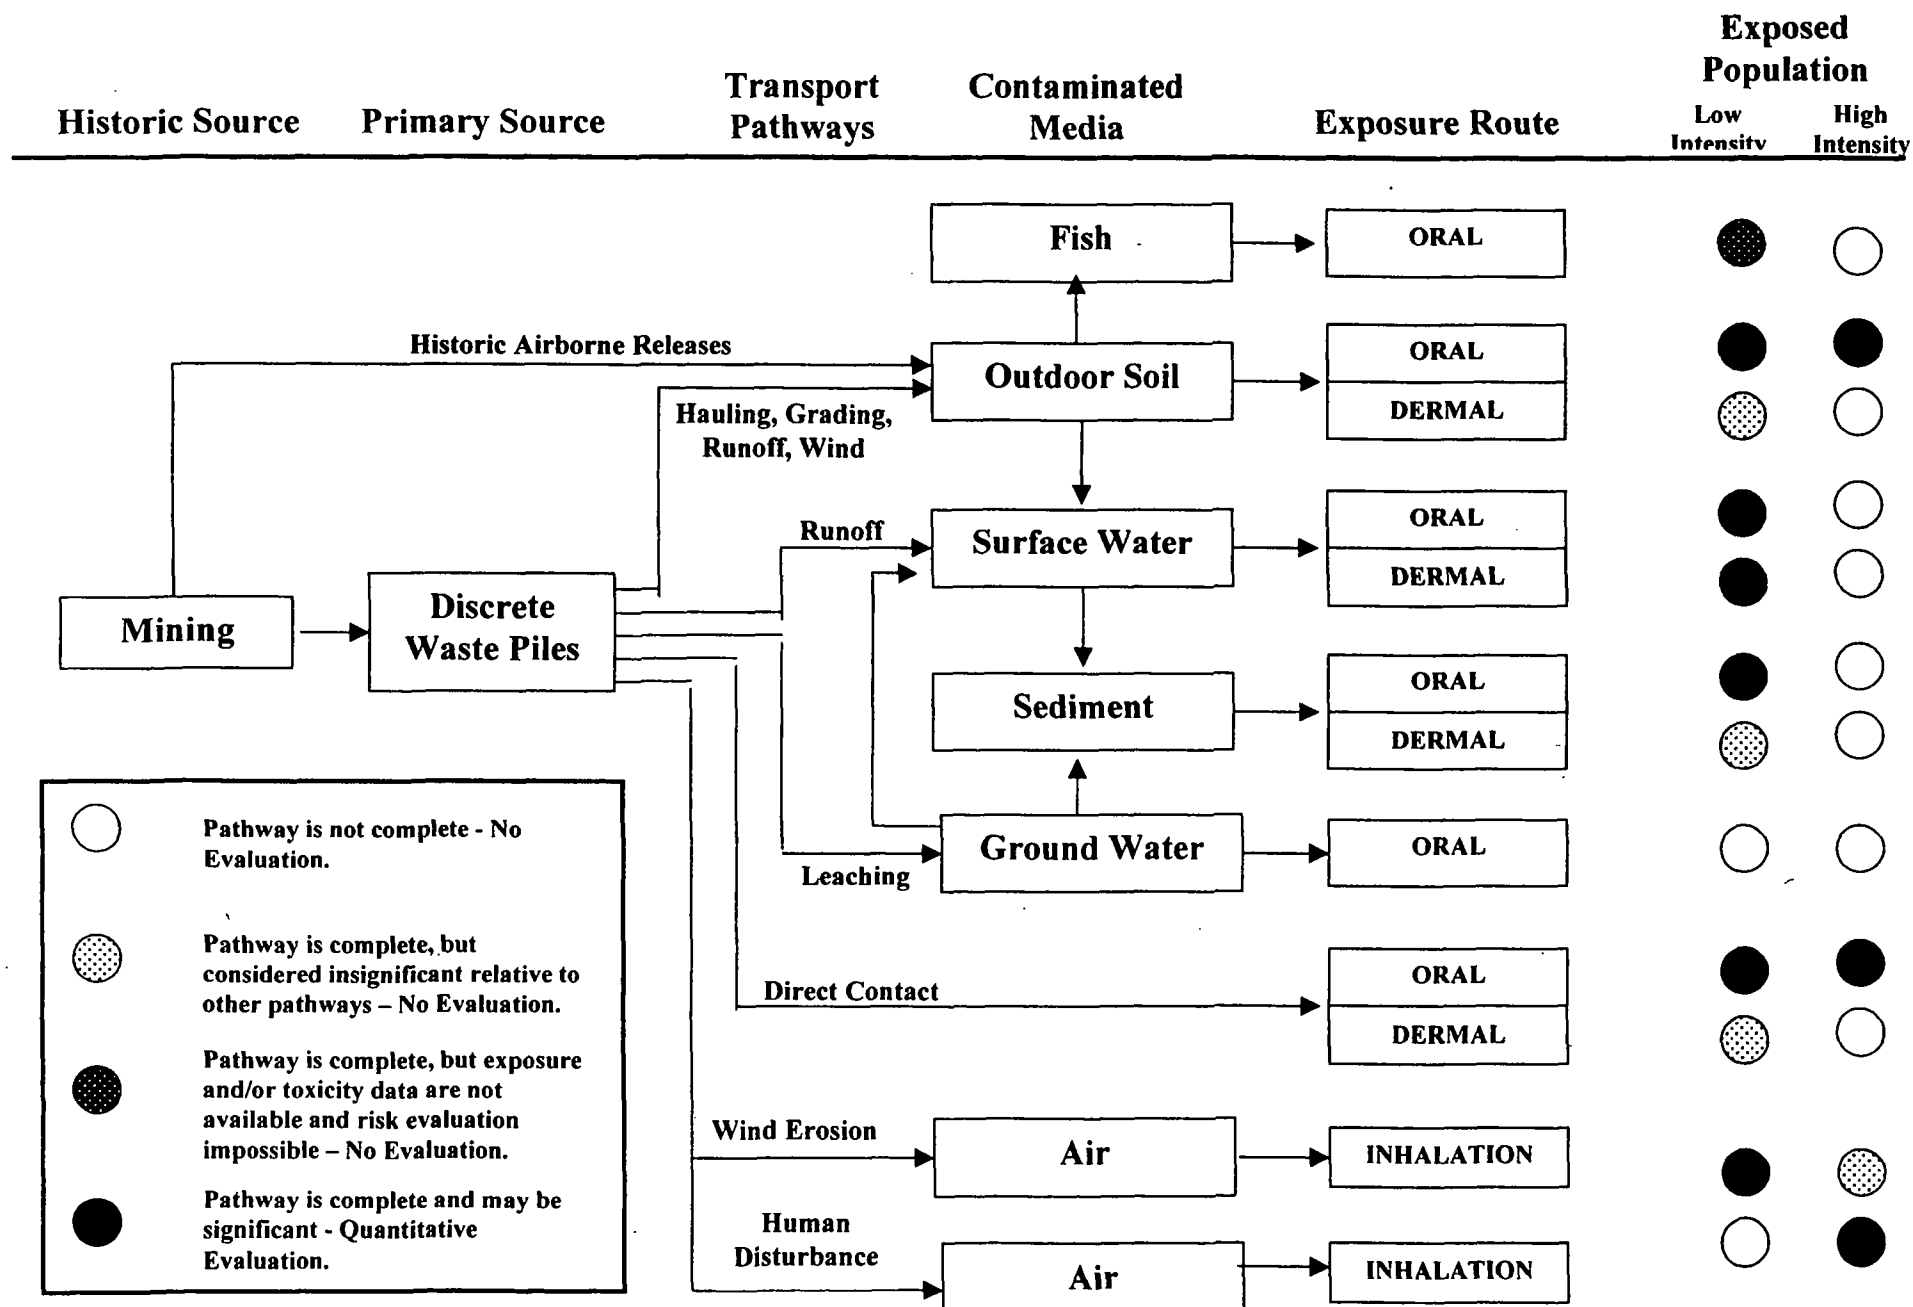 Exposed
Population
Transport
Pathways
Contaminated
Media
Historic Source
Primary Source
Exposure Route
Low
Intensity
High
Intensity
Fish
ORAL
Historic Airborne Releases
Outdoor Soil
ORAL
DERMAL
Hauling, Grading,
Runoff, Wind
Runoff
Surface Water
ORAL
DERMAL
Mining
Discrete
Waste Piles
Sediment
ORAL
DERMAL
Ground Water
ORAL
Leaching
Direct Contact
ORAL
DERMAL
Wind Erosion
Air
INHALATION
Human
Disturbance
Air
INHALATION
Pathway is not complete - No
Evaluation.
Pathway is complete, but
considered insignificant relative to
other pathways – No Evaluation.
Pathway is complete, but exposure
and/or toxicity data are not
available and risk evaluation
impossible – No Evaluation.
Pathway is complete and may be
significant - Quantitative
Evaluation.